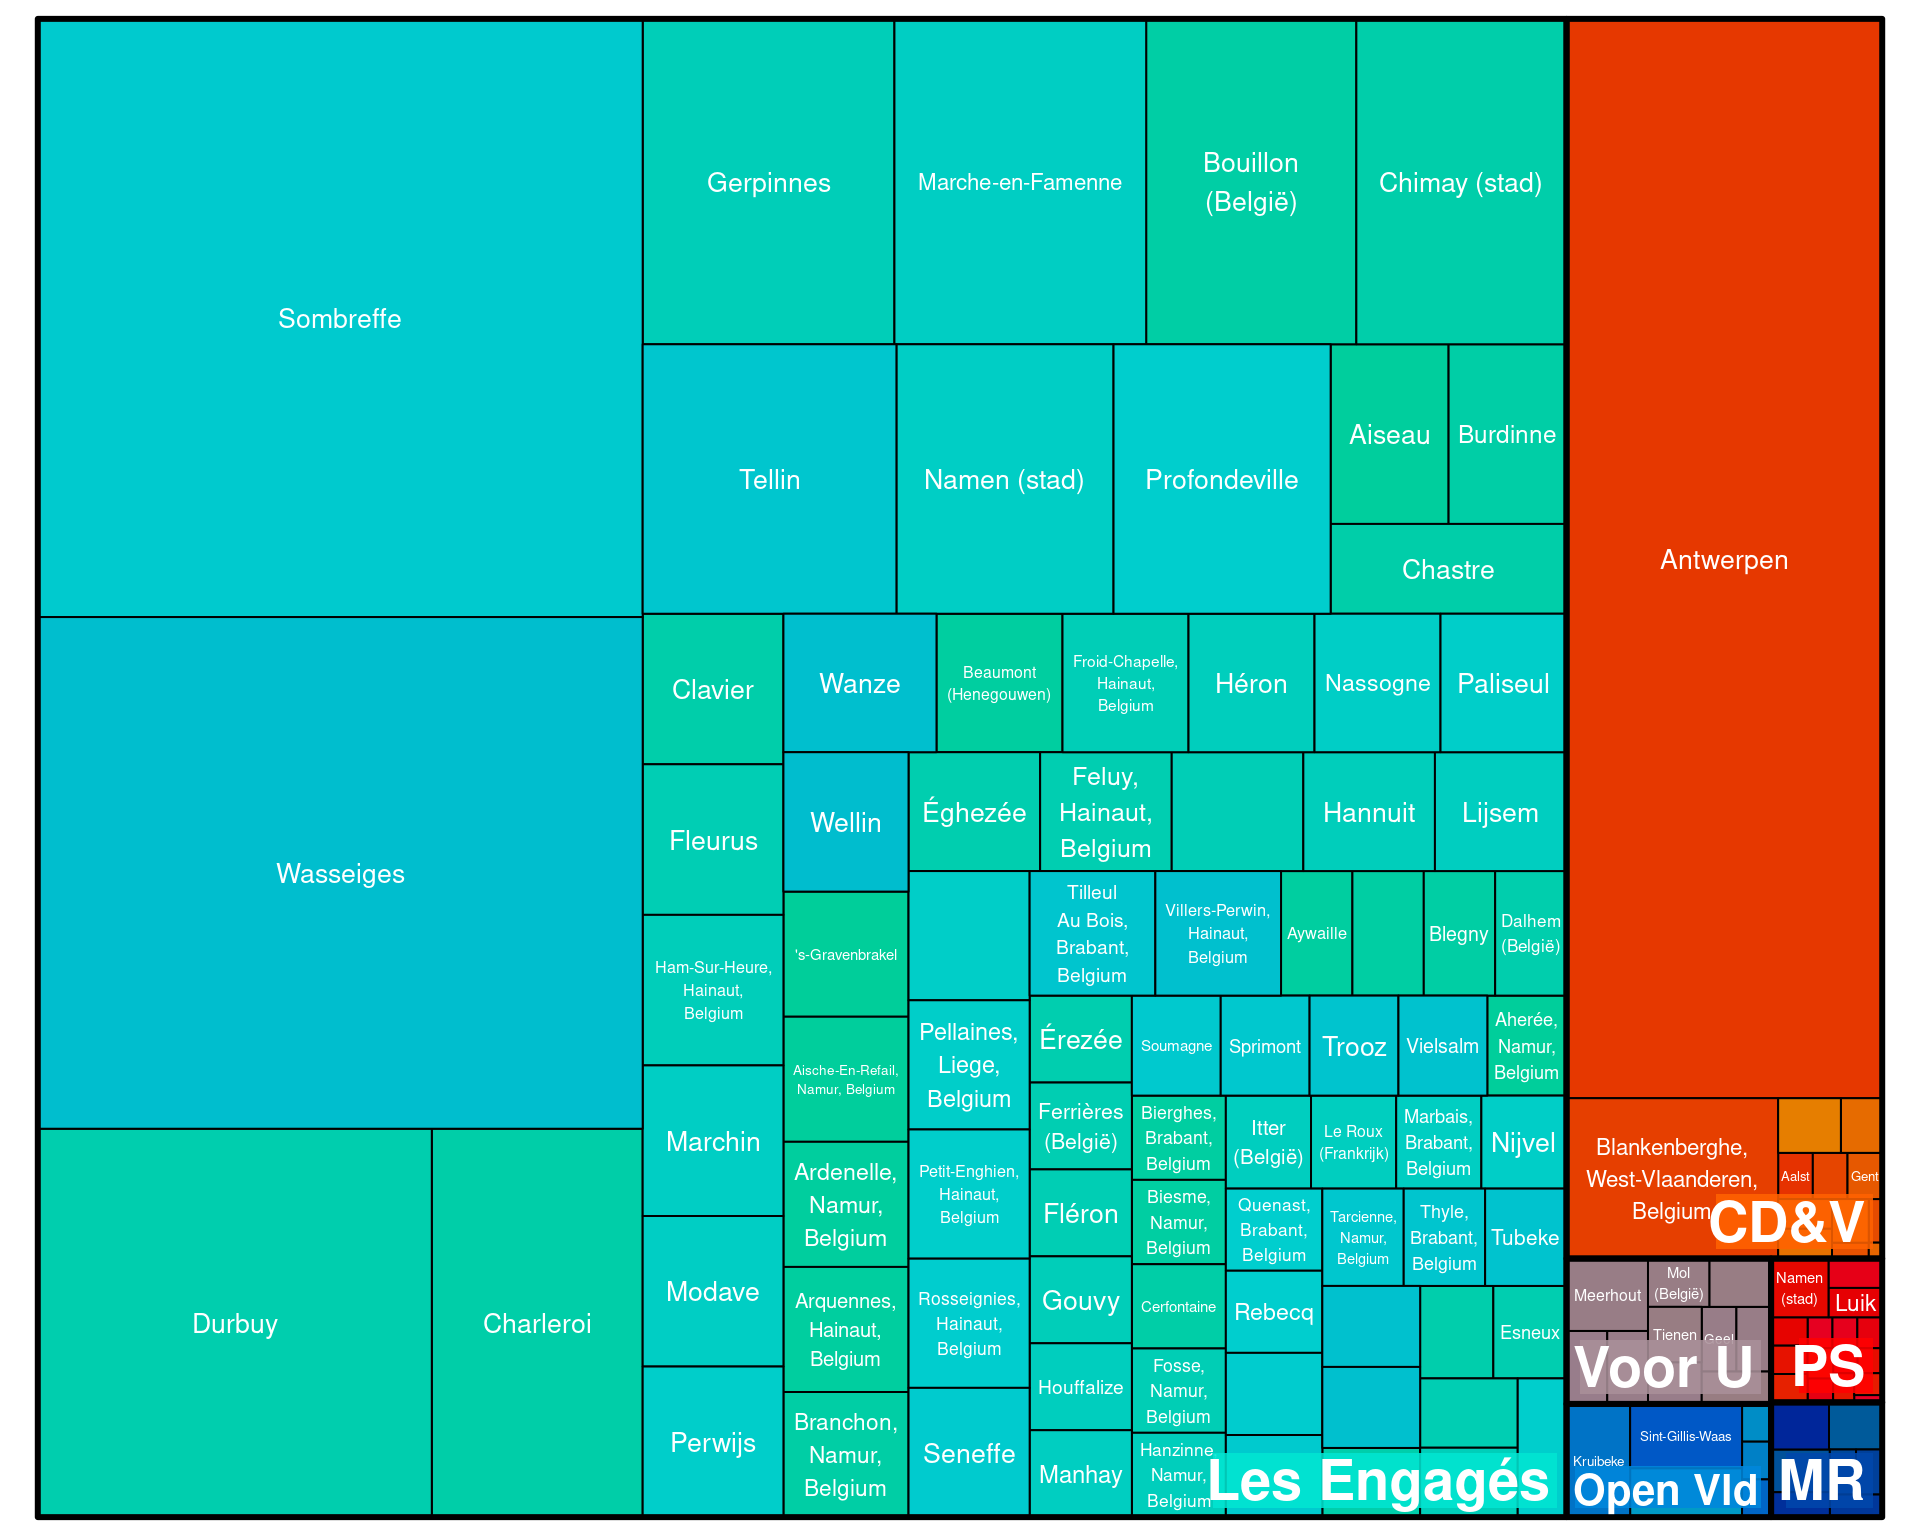 Sombreffe
Wasseiges
Durbuy
Charleroi
Gerpinnes
Marche-en-Famenne
Bouillon
(België)
Chimay (stad)
Tellin
Namen (stad)
Profondeville
Aiseau
Burdinne
Chastre
Clavier
Fleurus
Ham-Sur-Heure,
Hainaut,
Belgium
Marchin
Modave
Perwijs
Wanze
Beaumont
(Henegouwen)
Froid-Chapelle,
Hainaut,
Belgium
Héron
Nassogne
Paliseul
Wellin
Éghezée
Feluy,
Hainaut,
Belgium
Hannuit
Lijsem
's-Gravenbrakel
Aische-En-Refail,
Namur, Belgium
Ardenelle,
Namur,
Belgium
Arquennes,
Hainaut,
Belgium
Branchon,
Namur,
Belgium
Pellaines,
Liege,
Belgium
Petit-Enghien,
Hainaut,
Belgium
Rosseignies,
Hainaut,
Belgium
Seneffe
Tilleul
Au Bois,
Brabant,
Belgium
Villers-Perwin,
Hainaut,
Belgium
Aywaille
Blegny
Dalhem
(België)
Érezée
Ferrières
(België)
Fléron
Gouvy
Houffalize
Manhay
Soumagne
Sprimont
Trooz
Vielsalm
Aherée,
Namur,
Belgium
Bierghes,
Brabant,
Belgium
Biesme,
Namur,
Belgium
Cerfontaine
Fosse,
Namur,
Belgium
Hanzinne,
Namur,
Belgium
Itter
(België)
Le Roux
(Frankrijk)
Marbais,
Brabant,
Belgium
Nijvel
Quenast,
Brabant,
Belgium
Rebecq
Tarcienne,
Namur,
Belgium
Thyle,
Brabant,
Belgium
Tubeke
Esneux
Les Engagés
Antwerpen
Blankenberghe,
West-Vlaanderen,
Belgium
Aalst
Gent
CD&V
Meerhout
Mol
(België)
Tienen
Geel
Voor U
Namen
(stad)
Luik
PS
Kruibeke
Sint-Gillis-Waas
Open Vld
MR